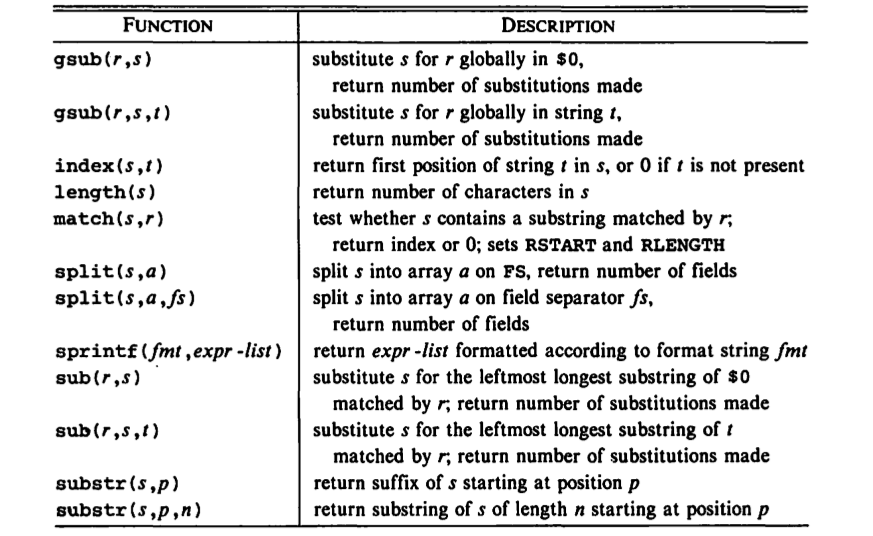 FUNCTION DESCRIPTION
gsub(r,s) substitute s for r globally in $0,
return number of substitutions made
gsub(r,s,t) substitute s for r globally in string t,
return number of substitutions made
index(s,t) return first position of string t in s, or 0 if t is not present
length(s) return number of characters in s
match(s,r) test whether s contains a substring matched by r;
return index or 0; sets RSTART and RLENGTH
split(s,a) split s into array a on FS, return number of fields
split(s,a,fs) split s into array a on field separator fs,
return number of fields
sprintf(fmt,expr-list) return expr-list formatted according to format string fmt
sub(r,s) substitute s for the leftmost longest substring of $0
matched by r; return number of substitutions made
sub(r,s,t) substitute s for the leftmost longest substring of t
matched by r; return number of substitutions made
substr(s,p) return suffix of s starting at position p
substr(s,p,n) return substring of s of length n starting at position p